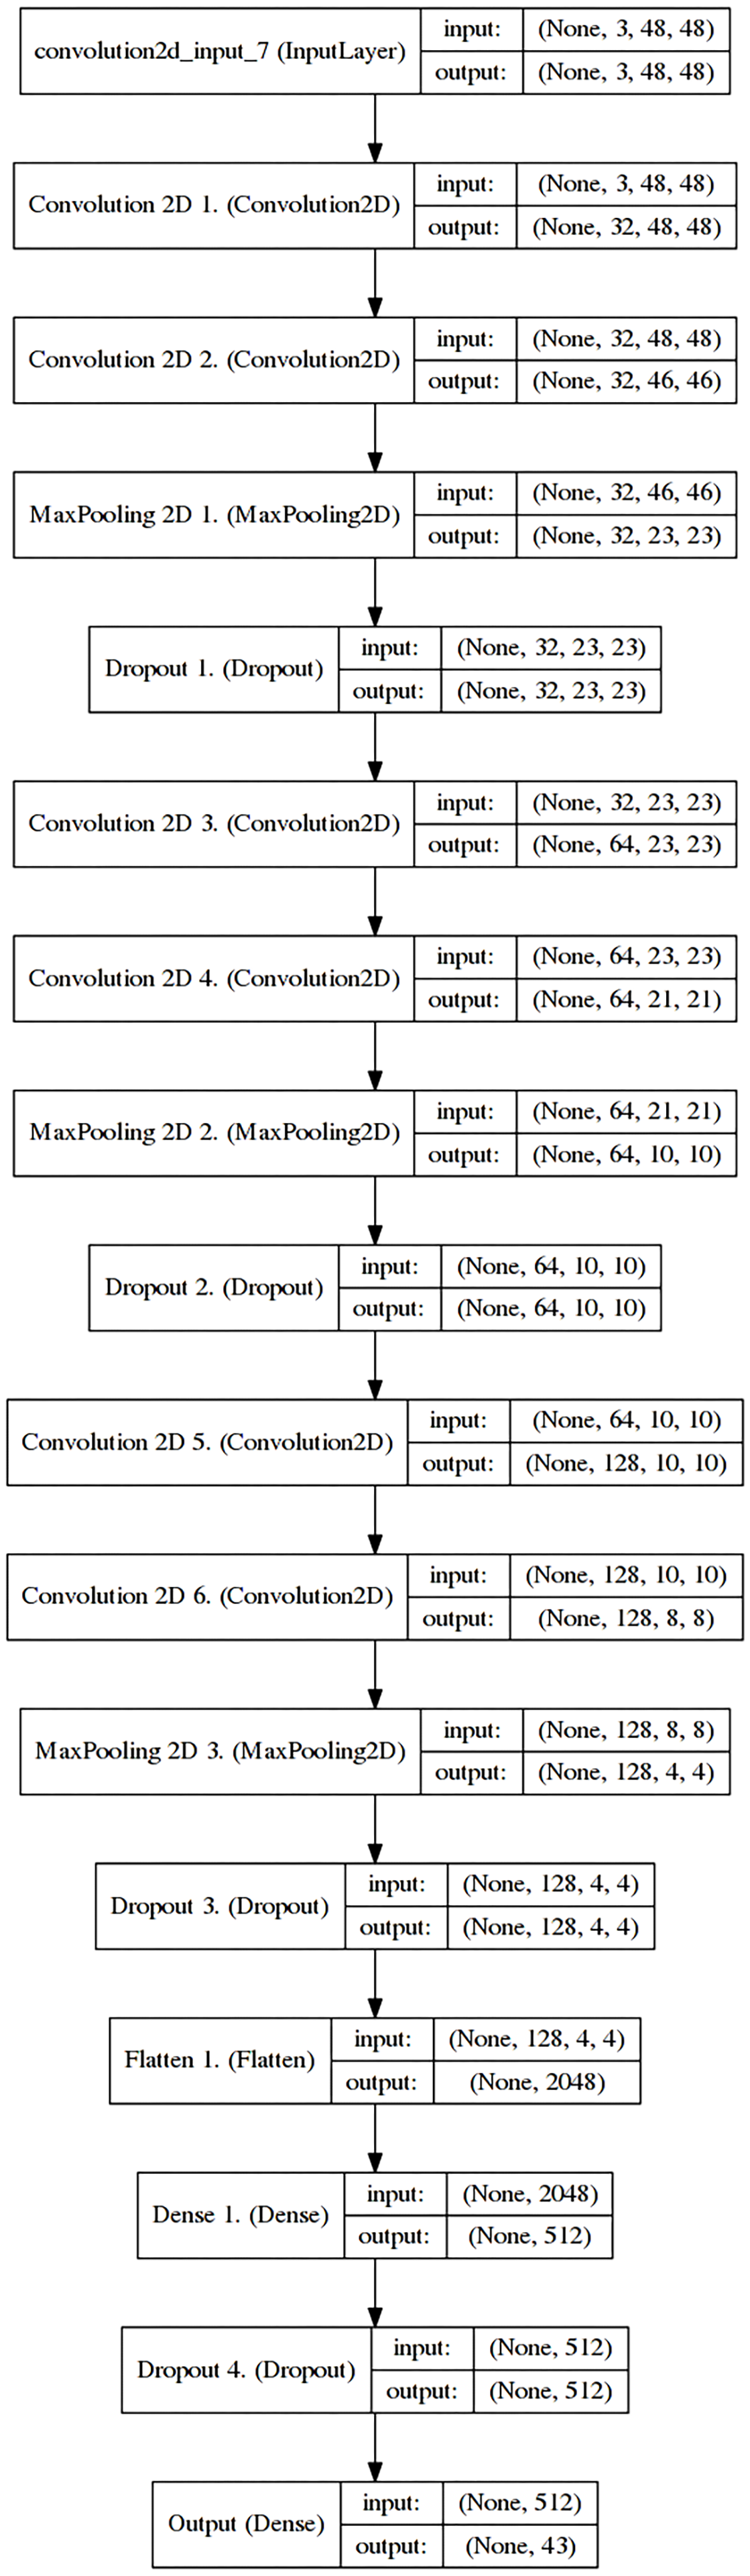 convolution2d_input_7 (InputLayer)
input: (None, 3, 48, 48)
output: (None, 3, 48, 48)
Convolution 2D 1. (Convolution2D)
input: (None, 3, 48, 48)
output: (None, 32, 48, 48)
Convolution 2D 2. (Convolution2D)
input: (None, 32, 48, 48)
output: (None, 32, 46, 46)
MaxPooling 2D 1. (MaxPooling2D)
input: (None, 32, 46, 46)
output: (None, 32, 23, 23)
Dropout 1. (Dropout)
input: (None, 32, 23, 23)
output: (None, 32, 23, 23)
Convolution 2D 3. (Convolution2D)
input: (None, 32, 23, 23)
output: (None, 64, 23, 23)
Convolution 2D 4. (Convolution2D)
input: (None, 64, 23, 23)
output: (None, 64, 21, 21)
MaxPooling 2D 2. (MaxPooling2D)
input: (None, 64, 21, 21)
output: (None, 64, 10, 10)
Dropout 2. (Dropout)
input: (None, 64, 10, 10)
output: (None, 64, 10, 10)
Convolution 2D 5. (Convolution2D)
input: (None, 64, 10, 10)
output: (None, 128, 10, 10)
Convolution 2D 6. (Convolution2D)
input: (None, 128, 10, 10)
output: (None, 128, 8, 8)
MaxPooling 2D 3. (MaxPooling2D)
input: (None, 128, 8, 8)
output: (None, 128, 4, 4)
Dropout 3. (Dropout)
input: (None, 128, 4, 4)
output: (None, 128, 4, 4)
Flatten 1. (Flatten)
input: (None, 128, 4, 4)
output: (None, 2048)
Dense 1. (Dense)
input: (None, 2048)
output: (None, 512)
Dropout 4. (Dropout)
input: (None, 512)
output: (None, 512)
Output (Dense)
input: (None, 512)
output: (None, 43)